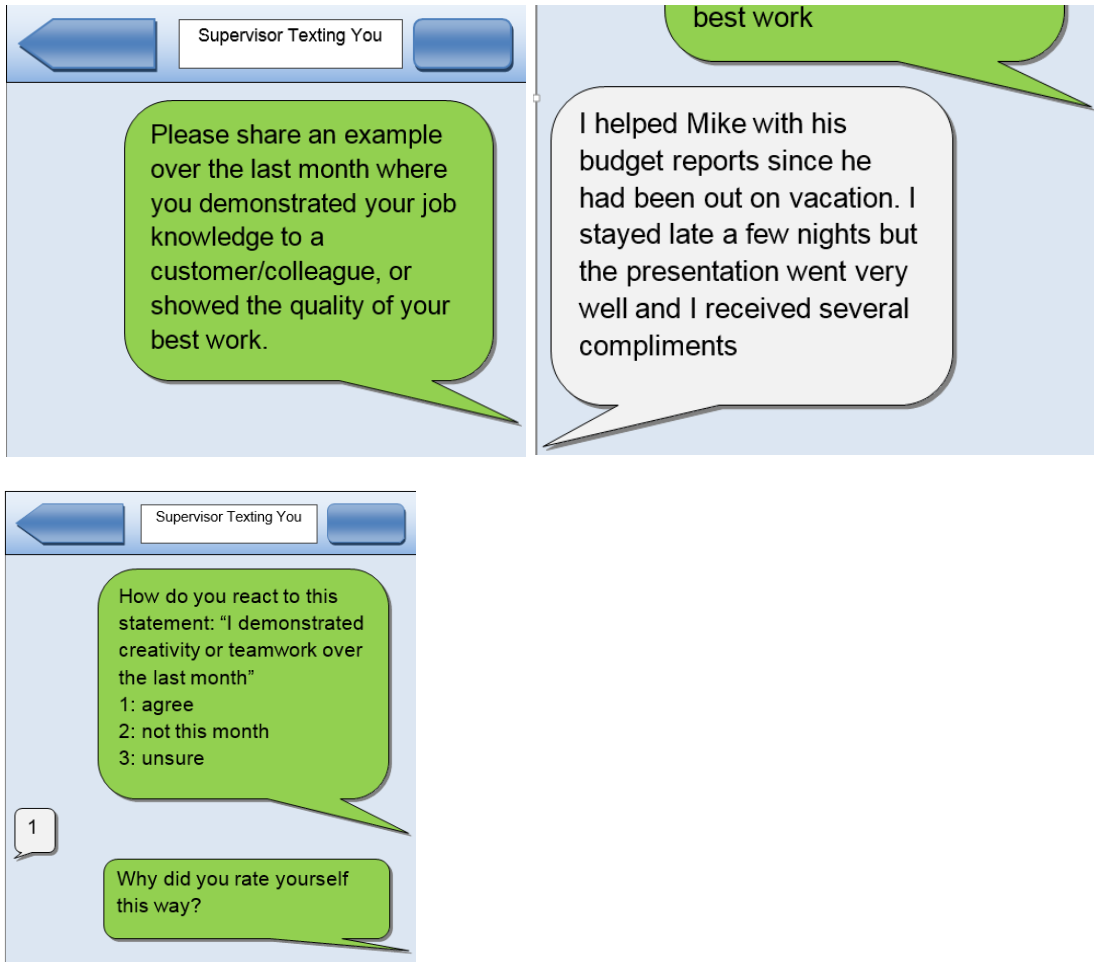 Supervisor Texting You
Please share an example
over the last month where
you demonstrated your job
knowledge to a
customer/colleague, or
showed the quality of your
best work.
best work
I helped Mike with his
budget reports since he
had been out on vacation. I
stayed late a few nights but
the presentation went very
well and I received several
compliments
Supervisor Texting You
How do you react to this
statement: “I demonstrated
creativity or teamwork over
the last month”
1: agree
2: not this month
3: unsure
1
Why did you rate yourself
this way?